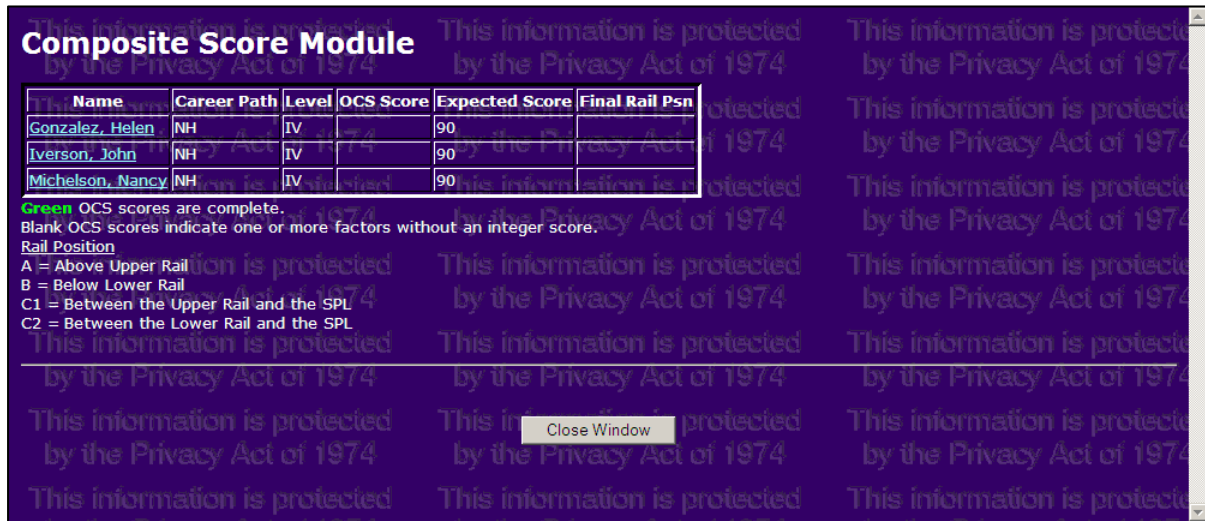 Composite Score Module
Name Career Path Level OCS Score Expected Score Final Rail Psn
Gonzalez, Helen NH IV 90
Iverson, John NH IV 90
Michelson, Nancy NH IV 90
Green OCS scores are complete.
Blank OCS scores indicate one or more factors without an integer score.
Rail Position
A = Above Upper Rail
B = Below Lower Rail
C1 = Between the Upper Rail and the SPL
C2 = Between the Lower Rail and the SPL
Close Window
This information is protected
by the Privacy Act of 1974